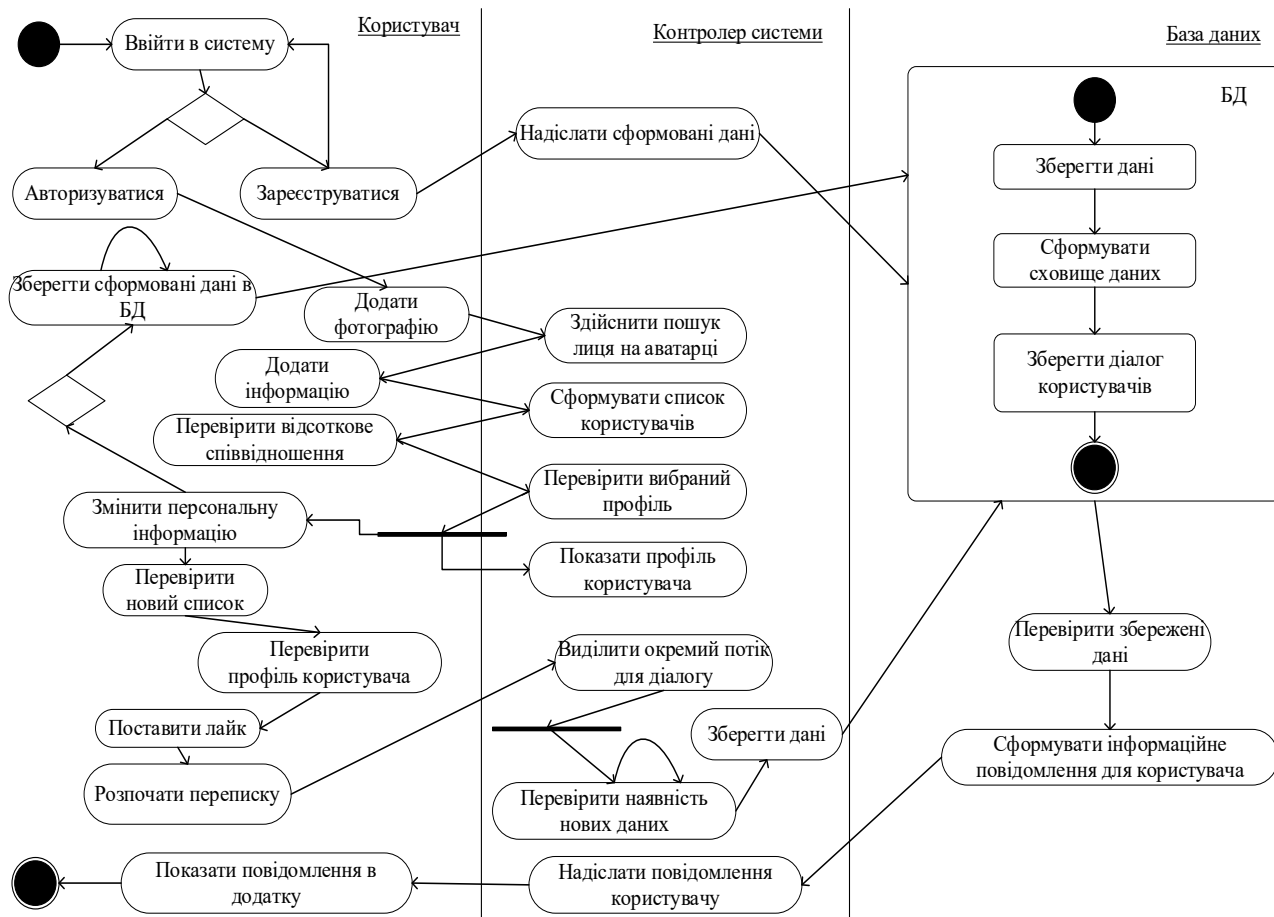 Користувач
Контролер системи
База даних
Ввійти в систему
БД
Надіслати сформовані дані
Зберегти дані
Авторизуватися
Зареєструватися
Сформувати
сховище даних
Зберегти сформовані дані в
БД
Додати
фотографію
Здійснити пошук
лиця на аватарці
Додати
інформацію
Зберегти діалог
користувачів
Сформувати список
користувачів
Перевірити відсоткове
співвідношення
Перевірити вибраний
профіль
Змінити персональну
інформацію
Показати профіль
користувача
Перевірити
новий список
Перевірити
профіль користувача
Виділити окремий потік
для діалогу
Перевірити збережені
дані
Поставити лайк
Зберегти дані
Сформувати інформаційне
повідомлення для користувача
Розпочати переписку
Перевірити наявність
нових даних
Показати повідомлення в
додатку
Надіслати повідомлення
користувачу